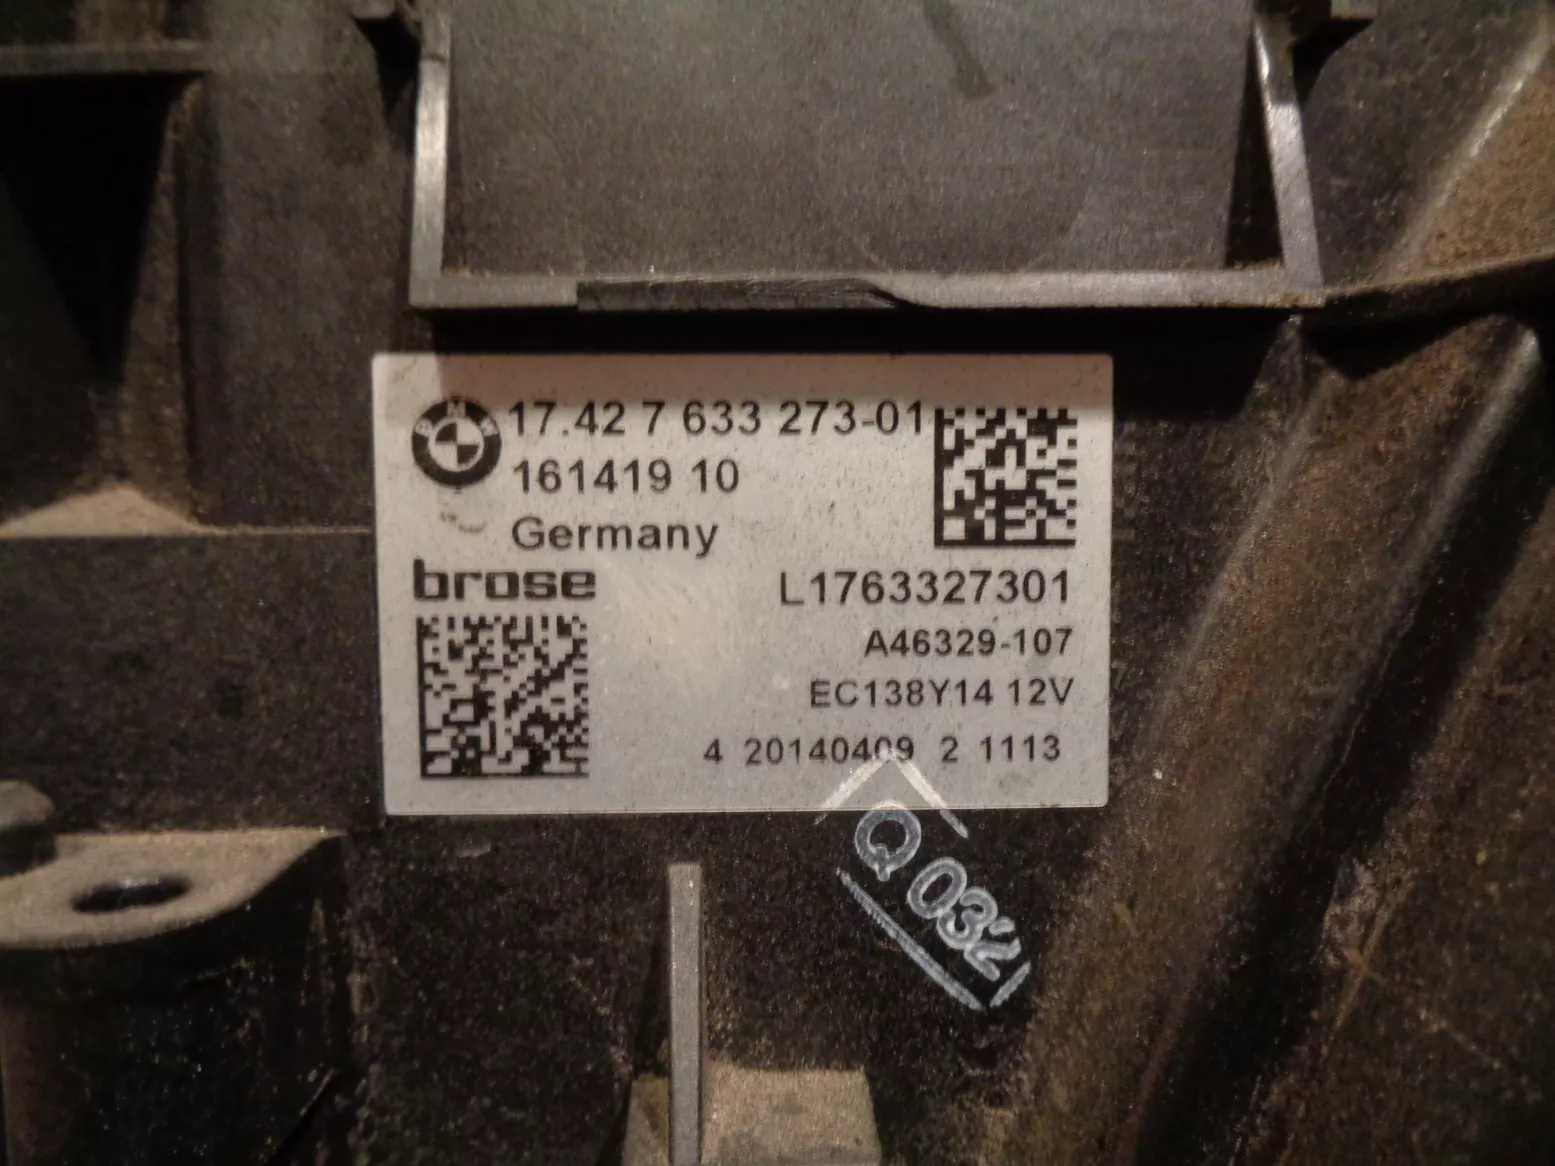 BMW
17.42 7 633 273-01
161419 10
Germany
brose
L1763327301
A46329-107
EC138Y14 12V
4 20140409 2 1113
Q 032